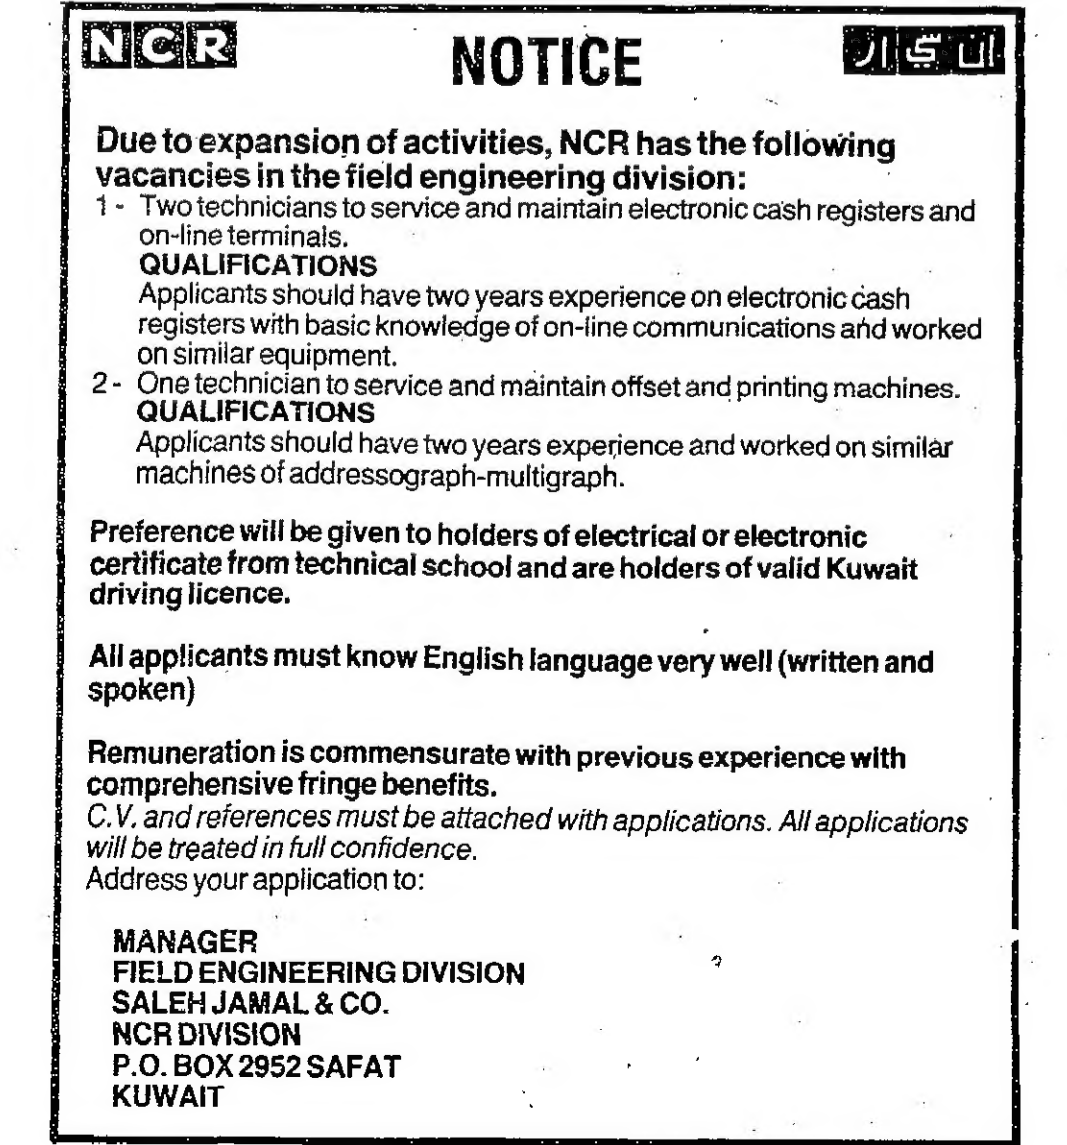 NCR NOTICE ان سي ار
Due to expansion of activities, NCR has the following
vacancies in the field engineering division:
1 - Two technicians to service and maintain electronic cash registers and
on-line terminals.
QUALIFICATIONS
Applicants should have two years experience on electronic cash
registers with basic knowledge of on-line communications and worked
on similar equipment.
2 - One technician to service and maintain offset and printing machines.
QUALIFICATIONS
Applicants should have two years experience and worked on similar
machines of addressograph-multigraph.
Preference will be given to holders of electrical or electronic
certificate from technical school and are holders of valid Kuwait
driving licence.
All applicants must know English language very well (written and
spoken)
Remuneration is commensurate with previous experience with
comprehensive fringe benefits.
C.V. and references must be attached with applications. All applications
will be treated in full confidence.
Address your application to:
MANAGER
FIELD ENGINEERING DIVISION
SALEH JAMAL & CO.
NCR DIVISION
P.O. BOX 2952 SAFAT
KUWAIT